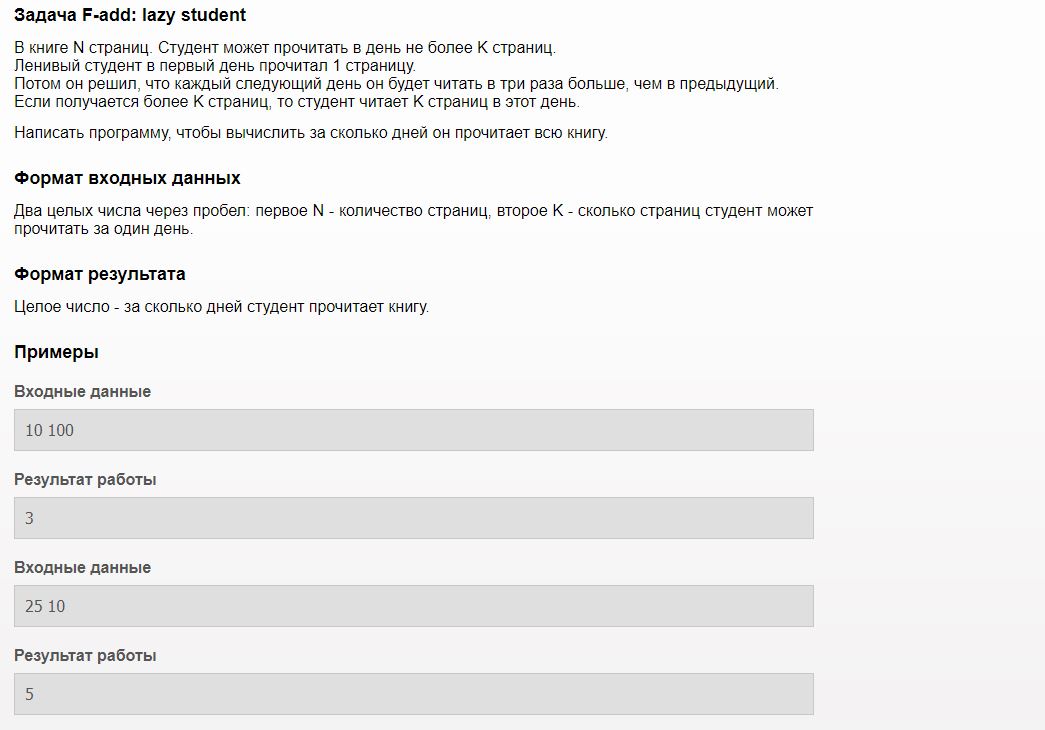 Задача F-add: lazy student
В книге N страниц. Студент может прочитать в день не более K страниц.
Ленивый студент в первый день прочитал 1 страницу.
Потом он решил, что каждый следующий день он будет читать в три раза больше, чем в предыдущий.
Если получается более K страниц, то студент читает K страниц в этот день.
Написать программу, чтобы вычислить за сколько дней он прочитает всю книгу.
Формат входных данных
Два целых числа через пробел: первое N - количество страниц, второе K - сколько страниц студент может
прочитать за один день.
Формат результата
Целое число - за сколько дней студент прочитает книгу.
Примеры
Входные данные
10 100
Результат работы
3
Входные данные
25 10
Результат работы
5